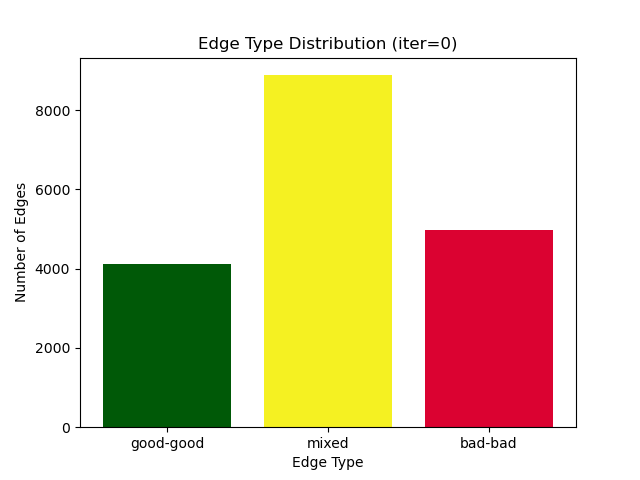 Edge Type Distribution (iter=0)
Number of Edges
8000
6000
4000
2000
0
good-good mixed bad-bad
Edge Type